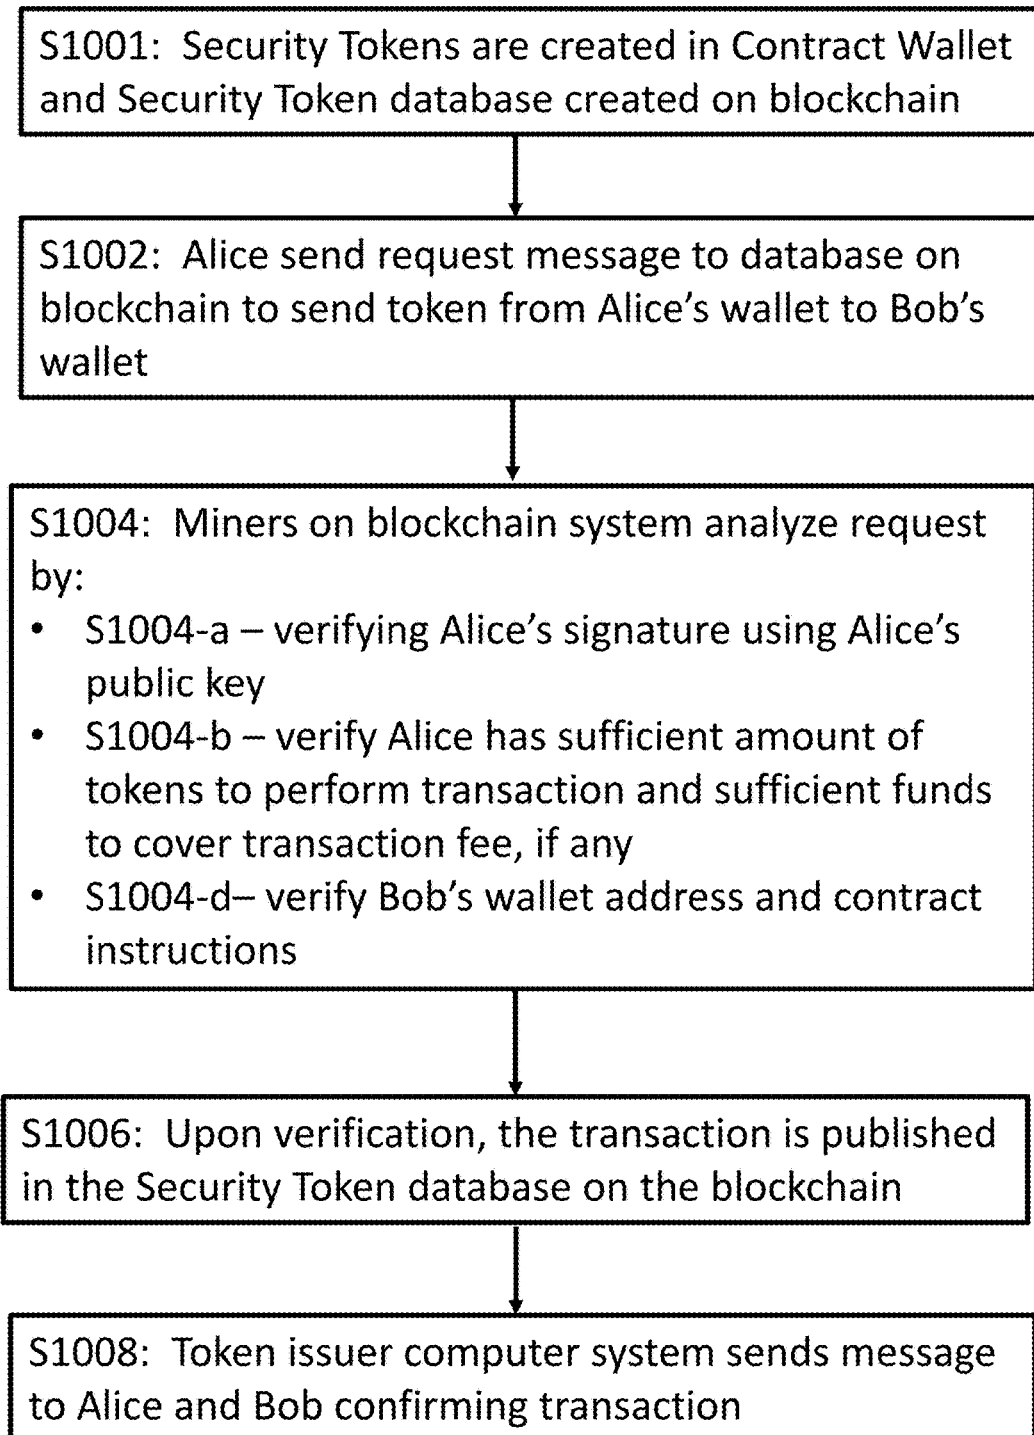 S1001: Security Tokens are created in Contract Wallet
and Security Token database created on blockchain
S1002: Alice send request message to database on
blockchain to send token from Alice's wallet to Bob's
wallet
S1004: Miners on blockchain system analyze request
by:
• S1004-a – verifying Alice's signature using Alice's
public key
• S1004-b – verify Alice has sufficient amount of
tokens to perform transaction and sufficient funds
to cover transaction fee, if any
• S1004-d– verify Bob's wallet address and contract
instructions
S1006: Upon verification, the transaction is published
in the Security Token database on the blockchain
S1008: Token issuer computer system sends message
to Alice and Bob confirming transaction